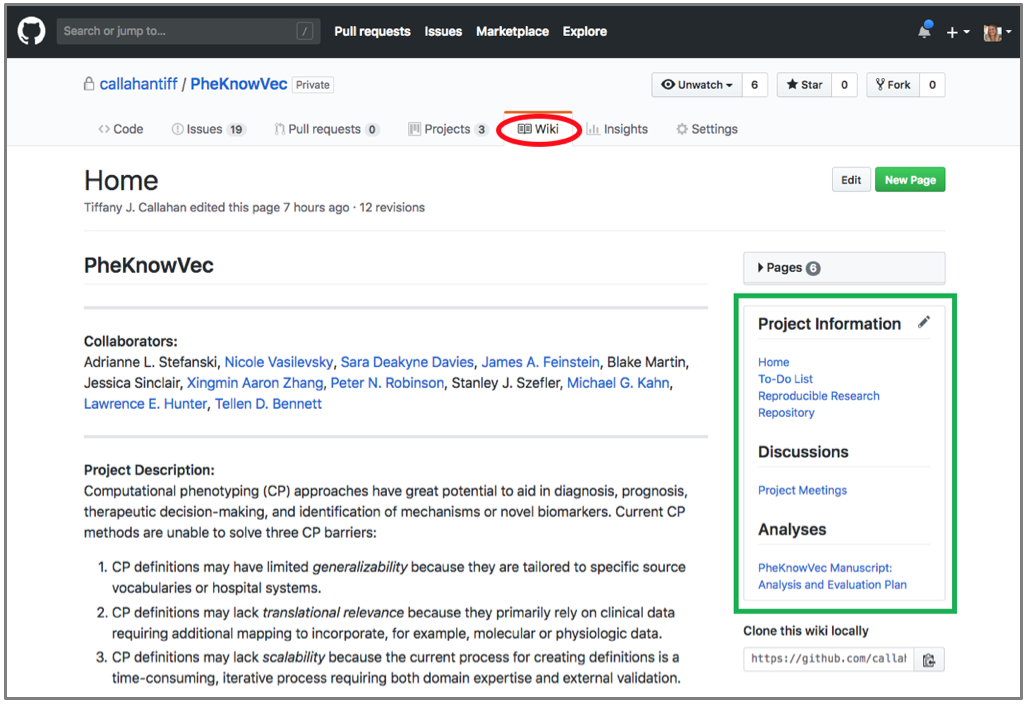 Search or jump to... /
Pull requests Issues Marketplace Explore
callahantiff / PheKnowVec Private
Unwatch 6 Star 0 Fork 0
Code Issues 19 Pull requests 0 Projects 3 Wiki Insights Settings
Home
Edit New Page
Tiffany J. Callahan edited this page 7 hours ago · 12 revisions
PheKnowVec
Collaborators:
Adrianne L. Stefanski, Nicole Vasilevsky, Sara Deakyne Davies, James A. Feinstein, Blake Martin,
Jessica Sinclair, Xingmin Aaron Zhang, Peter N. Robinson, Stanley J. Szefler, Michael G. Kahn,
Lawrence E. Hunter, Tellen D. Bennett
Project Description:
Computational phenotyping (CP) approaches have great potential to aid in diagnosis, prognosis,
therapeutic decision-making, and identification of mechanisms or novel biomarkers. Current CP
methods are unable to solve three CP barriers:
1. CP definitions may have limited generalizability because they are tailored to specific source
vocabularies or hospital systems.
2. CP definitions may lack translational relevance because they primarily rely on clinical data
requiring additional mapping to incorporate, for example, molecular or physiologic data.
3. CP definitions may lack scalability because the current process for creating definitions is a
time-consuming, iterative process requiring both domain expertise and external validation.
Pages 6
Project Information
Home
To-Do List
Reproducible Research
Repository
Discussions
Project Meetings
Analyses
PheKnowVec Manuscript:
Analysis and Evaluation Plan
Clone this wiki locally
https://github.com/callal